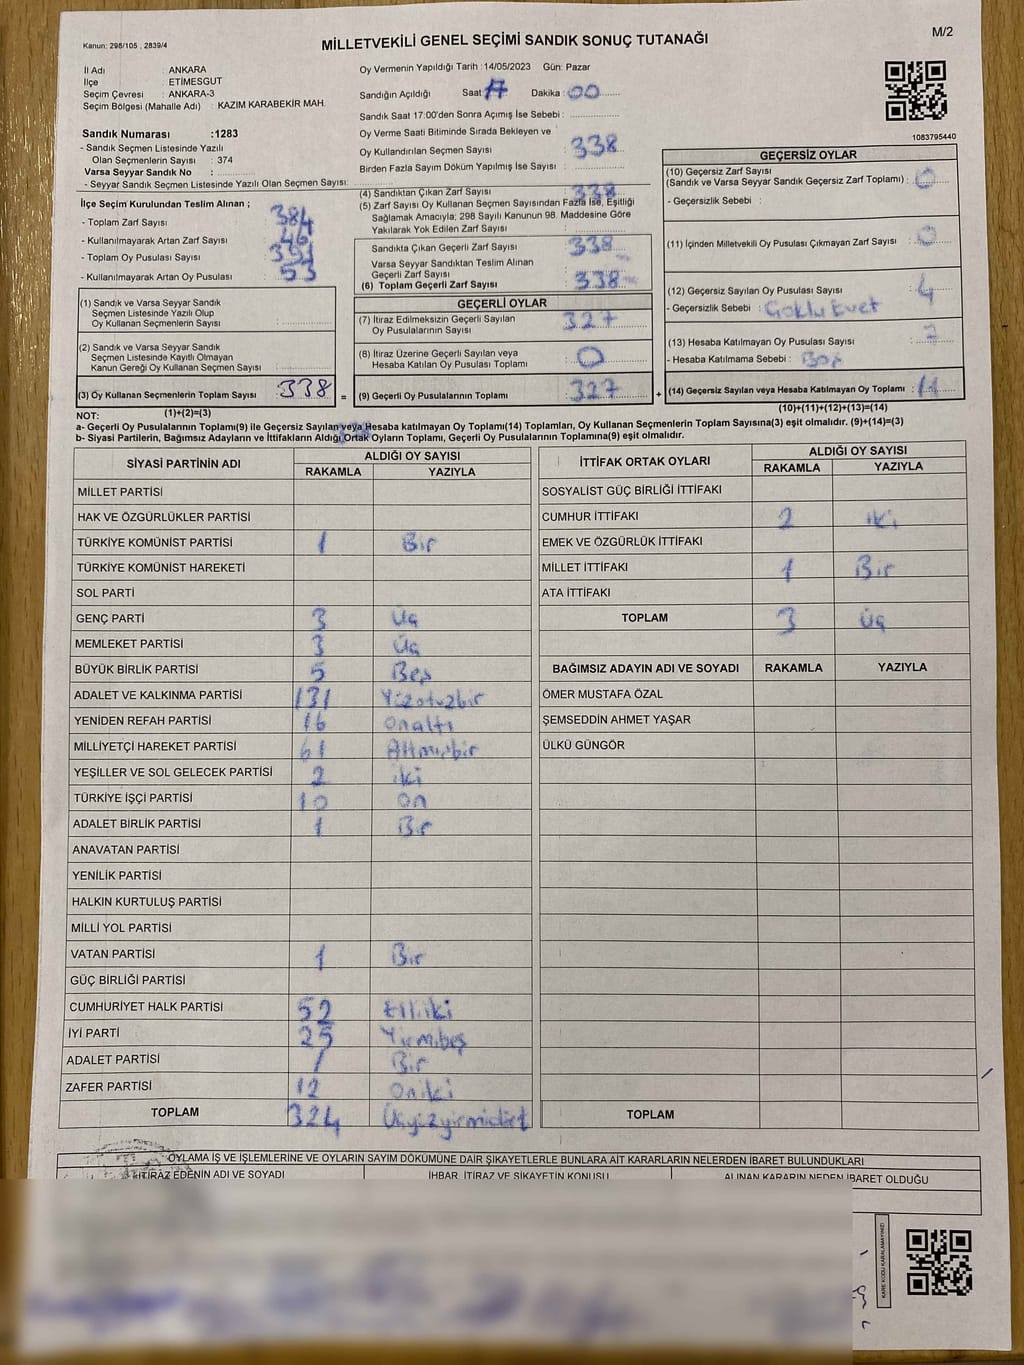 Kanun: 298/105 , 2839/4
MİLLETVEKİLİ GENEL SEÇİMİ SANDIK SONUÇ TUTANAĞI
M/2
İl Adı : ANKARA
İlçe : ETİMESGUT
Seçim Çevresi : ANKARA-3
Seçim Bölgesi (Mahalle Adı) : KAZIM KARABEKİR MAH.
Sandık Numarası :1283
- Sandık Seçmen Listesinde Yazılı
Olan Seçmenlerin Sayısı : 374
Varsa Seyyar Sandık No :
- Seyyar Sandık Seçmen Listesinde Yazılı Olan Seçmen Sayısı:
İlçe Seçim Kurulundan Teslim Alınan ;
- Toplam Zarf Sayısı : 384
- Kullanılmayarak Artan Zarf Sayısı : 46
- Toplam Oy Pusulası Sayısı : 391
- Kullanılmayarak Artan Oy Pusulası : 53
(1) Sandık ve Varsa Seyyar Sandık
Seçmen Listesinde Yazılı Olup
Oy Kullanan Seçmenlerin Sayısı :
(2) Sandık ve Varsa Seyyar Sandık
Seçmen Listesinde Kayıtlı Olmayan
Kanun Gereği Oy Kullanan Seçmen Sayısı :
(3) Oy Kullanan Seçmenlerin Toplam Sayısı : 338
(1)+(2)=(3)
Oy Vermenin Yapıldığı Tarih :14/05/2023 Gün: Pazar
Sandığın Açıldığı Saat : 17 Dakika : 00
Sandık Saat 17:00'den Sonra Açımış İse Sebebi :
Oy Verme Saati Bitiminde Sırada Bekleyen ve
Oy Kullandırılan Seçmen Sayısı : 338
Birden Fazla Sayım Döküm Yapılmış İse Sayısı :
(4) Sandıktan Çıkan Zarf Sayısı : 338
(5) Zarf Sayısı Oy Kullanan Seçmen Sayısından Fazla İse, Eşitliği
Sağlamak Amacıyla; 298 Sayılı Kanunun 98. Maddesine Göre
Yakılarak Yok Edilen Zarf Sayısı :
Sandıkta Çıkan Geçerli Zarf Sayısı : 338
Varsa Seyyar Sandıktan Teslim Alınan
Geçerli Zarf Sayısı :
(6) Toplam Geçerli Zarf Sayısı : 338
GEÇERLİ OYLAR
(7) İtiraz Edilmeksizin Geçerli Sayılan
Oy Pusulalarının Sayısı : 327
(8) İtiraz Üzerine Geçerli Sayılan veya
Hesaba Katılan Oy Pusulası Toplamı : 0
= (9) Geçerli Oy Pusulalarının Toplamı : 327 +
1083795440
GEÇERSİZ OYLAR
(10) Geçersiz Zarf Sayısı
(Sandık ve Varsa Seyyar Sandık Geçersiz Zarf Toplamı) : 0
- Geçersizlik Sebebi :
(11) İçinden Milletvekili Oy Pusulası Çıkmayan Zarf Sayısı : 0
(12) Geçersiz Sayılan Oy Pusulası Sayısı : 4
- Geçersizlik Sebebi : Çoklu Evet
(13) Hesaba Katılmayan Oy Pusulası Sayısı : 7
- Hesaba Katılmama Sebebi : Boş
(14) Geçersiz Sayılan veya Hesaba Katılmayan Oy Toplamı : 11
(10)+(11)+(12)+(13)=(14)
NOT:
a- Geçerli Oy Pusulalarının Toplamı(9) ile Geçersiz Sayılan veya Hesaba katılmayan Oy Toplamı(14) Toplamları, Oy Kullanan Seçmenlerin Toplam Sayısına(3) eşit olmalıdır. (9)+(14)=(3)
b- Siyasi Partilerin, Bağımsız Adayların ve İttifakların Aldığı Ortak Oyların Toplamı, Geçerli Oy Pusulalarının Toplamına(9) eşit olmalıdır.
SİYASİ PARTİNİN ADI ALDIĞI OY SAYISI
RAKAMLA YAZIYLA
MİLLET PARTİSİ
HAK VE ÖZGÜRLÜKLER PARTİSİ
TÜRKİYE KOMÜNİST PARTİSİ 1 Bir
TÜRKİYE KOMÜNİST HAREKETİ
SOL PARTİ
GENÇ PARTİ 3 Üç
MEMLEKET PARTİSİ 3 Üç
BÜYÜK BİRLİK PARTİSİ 5 Beş
ADALET VE KALKINMA PARTİSİ 131 Yüzotuzbir
YENİDEN REFAH PARTİSİ 16 Onaltı
MİLLİYETÇİ HAREKET PARTİSİ 61 Altmışbir
YEŞİLLER VE SOL GELECEK PARTİSİ 2 iki
TÜRKİYE İŞÇİ PARTİSİ 10 on
ADALET BİRLİK PARTİSİ 1 Bir
ANAVATAN PARTİSİ
YENİLİK PARTİSİ
HALKIN KURTULUŞ PARTİSİ
MİLLİ YOL PARTİSİ
VATAN PARTİSİ 1 Bir
GÜÇ BİRLİĞİ PARTİSİ
CUMHURİYET HALK PARTİSİ 52 Elliiki
İYİ PARTİ 25 Yirmibeş
ADALET PARTİSİ 1 Bir
ZAFER PARTİSİ 12 Oniki
TOPLAM 324 Üçyüzyirmidört
İTTİFAK ORTAK OYLARI ALDIĞI OY SAYISI
RAKAMLA YAZIYLA
SOSYALİST GÜÇ BİRLİĞİ İTTİFAKI
CUMHUR İTTİFAKI 2 iki
EMEK VE ÖZGÜRLÜK İTTİFAKI
MİLLET İTTİFAKI 1 Bir
ATA İTTİFAKI
TOPLAM 3 Üç
BAĞIMSIZ ADAYIN ADI VE SOYADI RAKAMLA YAZIYLA
ÖMER MUSTAFA ÖZAL
ŞEMSEDDİN AHMET YAŞAR
ÜLKÜ GÜNGÖR
TOPLAM
OYLAMA İŞ VE İŞLEMLERİNE VE OYLARIN SAYIM DÖKÜMÜNE DAİR ŞİKAYETLERLE BUNLARA AİT KARARLARIN NELERDEN İBARET BULUNDUKLARI
İTİRAZ EDENİN ADI VE SOYADI İHBAR, İTİRAZ VE ŞİKAYETİN KONUSU ALINAN KARARIN NEDEN İBARET OLDUĞU
KARE KODU KARALAMAYINIZ!